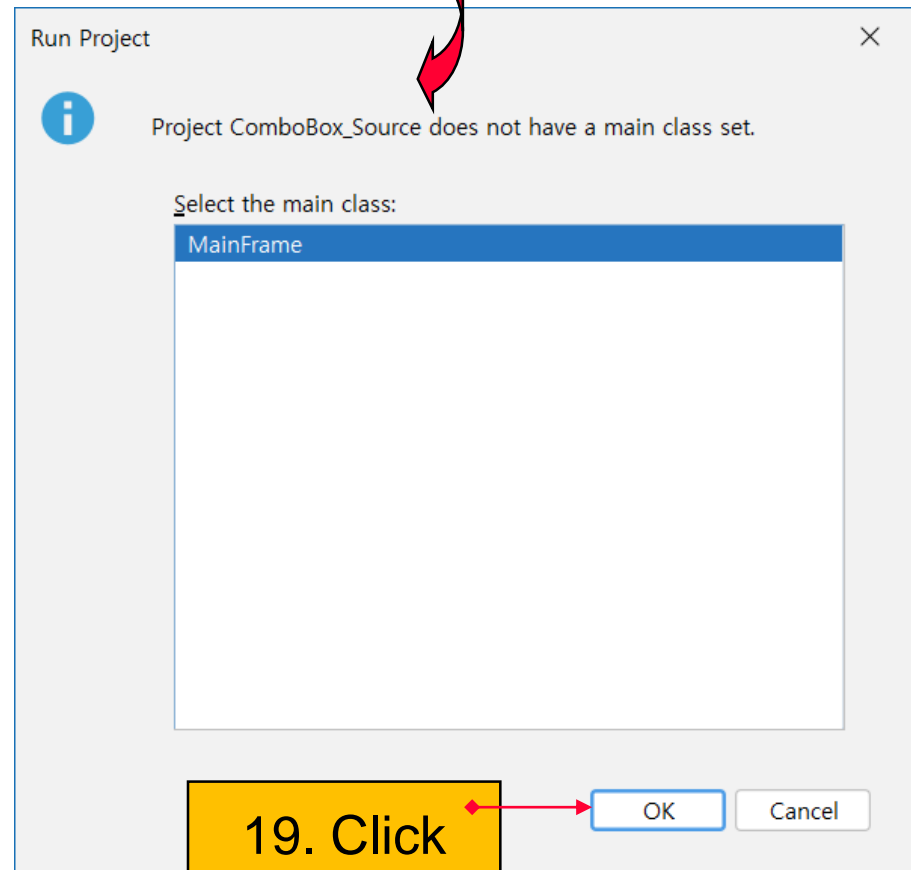 Run Project
Project ComboBox_Source does not have a main class set.
Select the main class:
MainFrame
OK Cancel
19. Click